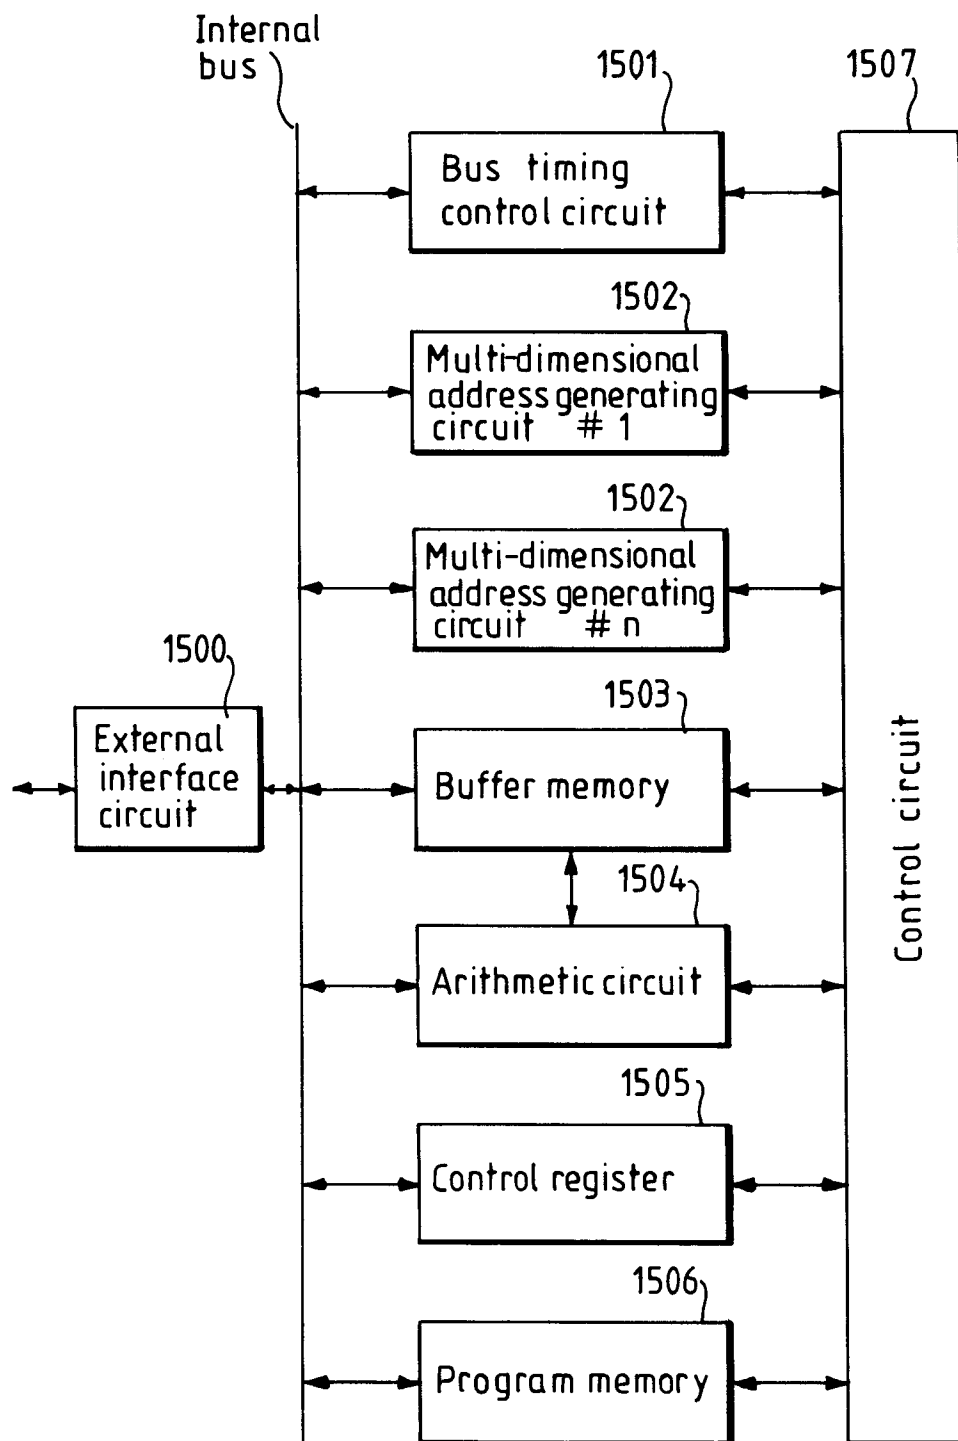 Internal
bus
1501
1507
Bus timing
control circuit
1502
Multi-dimensional
address generating
circuit # 1
1502
Multi-dimensional
address generating
circuit # n
1500
External
interface
circuit
1503
Buffer memory
1504
Arithmetic circuit
Control circuit
1505
Control register
1506
Program memory